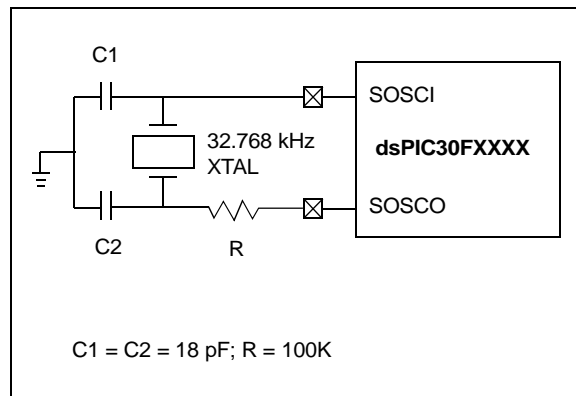 C1
SOSCI
32.768 kHz
XTAL
dsPIC30FXXXX
SOSCO
C2
R
C1 = C2 = 18 pF; R = 100K